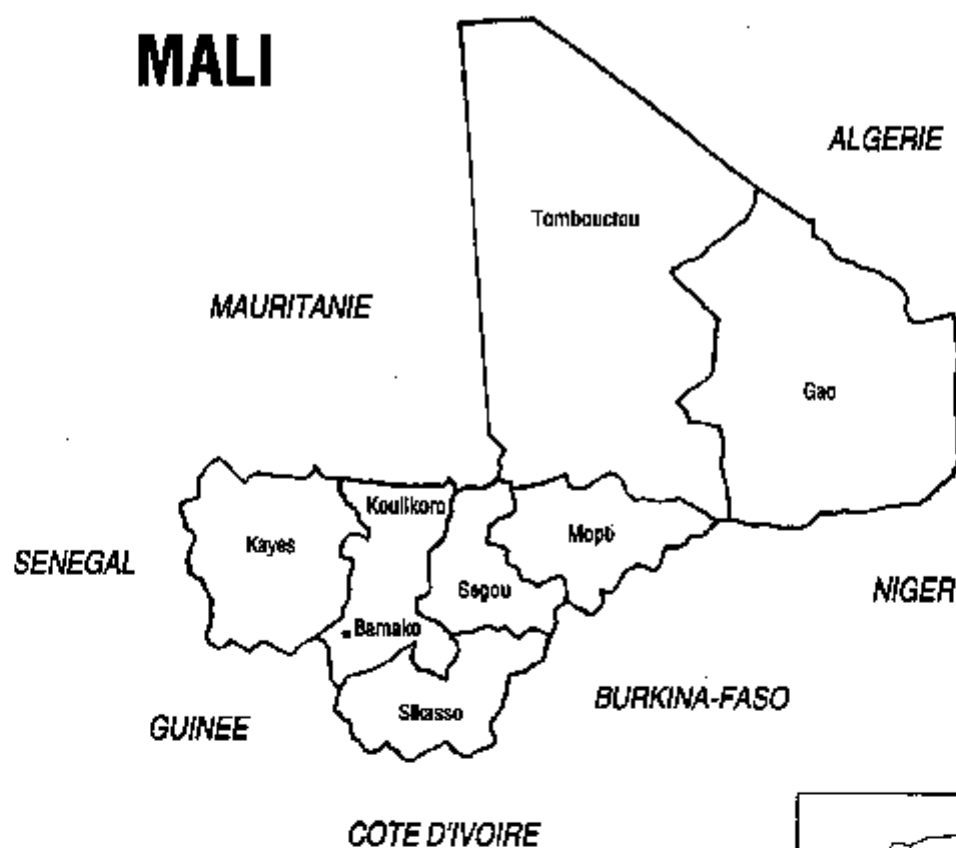 MALI
ALGERIE
Tombouctou
MAURITANIE
Gao
Koulikoro
Kayes
Mopti
SENEGAL
Segou
NIGER
Bamako
BURKINA-FASO
Sikasso
GUINEE
COTE D'IVOIRE